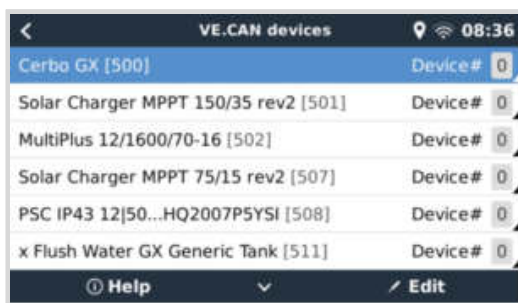 VE.CAN devices 08:36
Cerbo GX [500] Device# 0
Solar Charger MPPT 150/35 rev2 [501] Device# 0
MultiPlus 12/1600/70-16 [502] Device# 0
Solar Charger MPPT 75/15 rev2 [507] Device# 0
PSC IP43 12|50...HQ2007P5YSI [508] Device# 0
x Flush Water GX Generic Tank [511] Device# 0
Help Edit